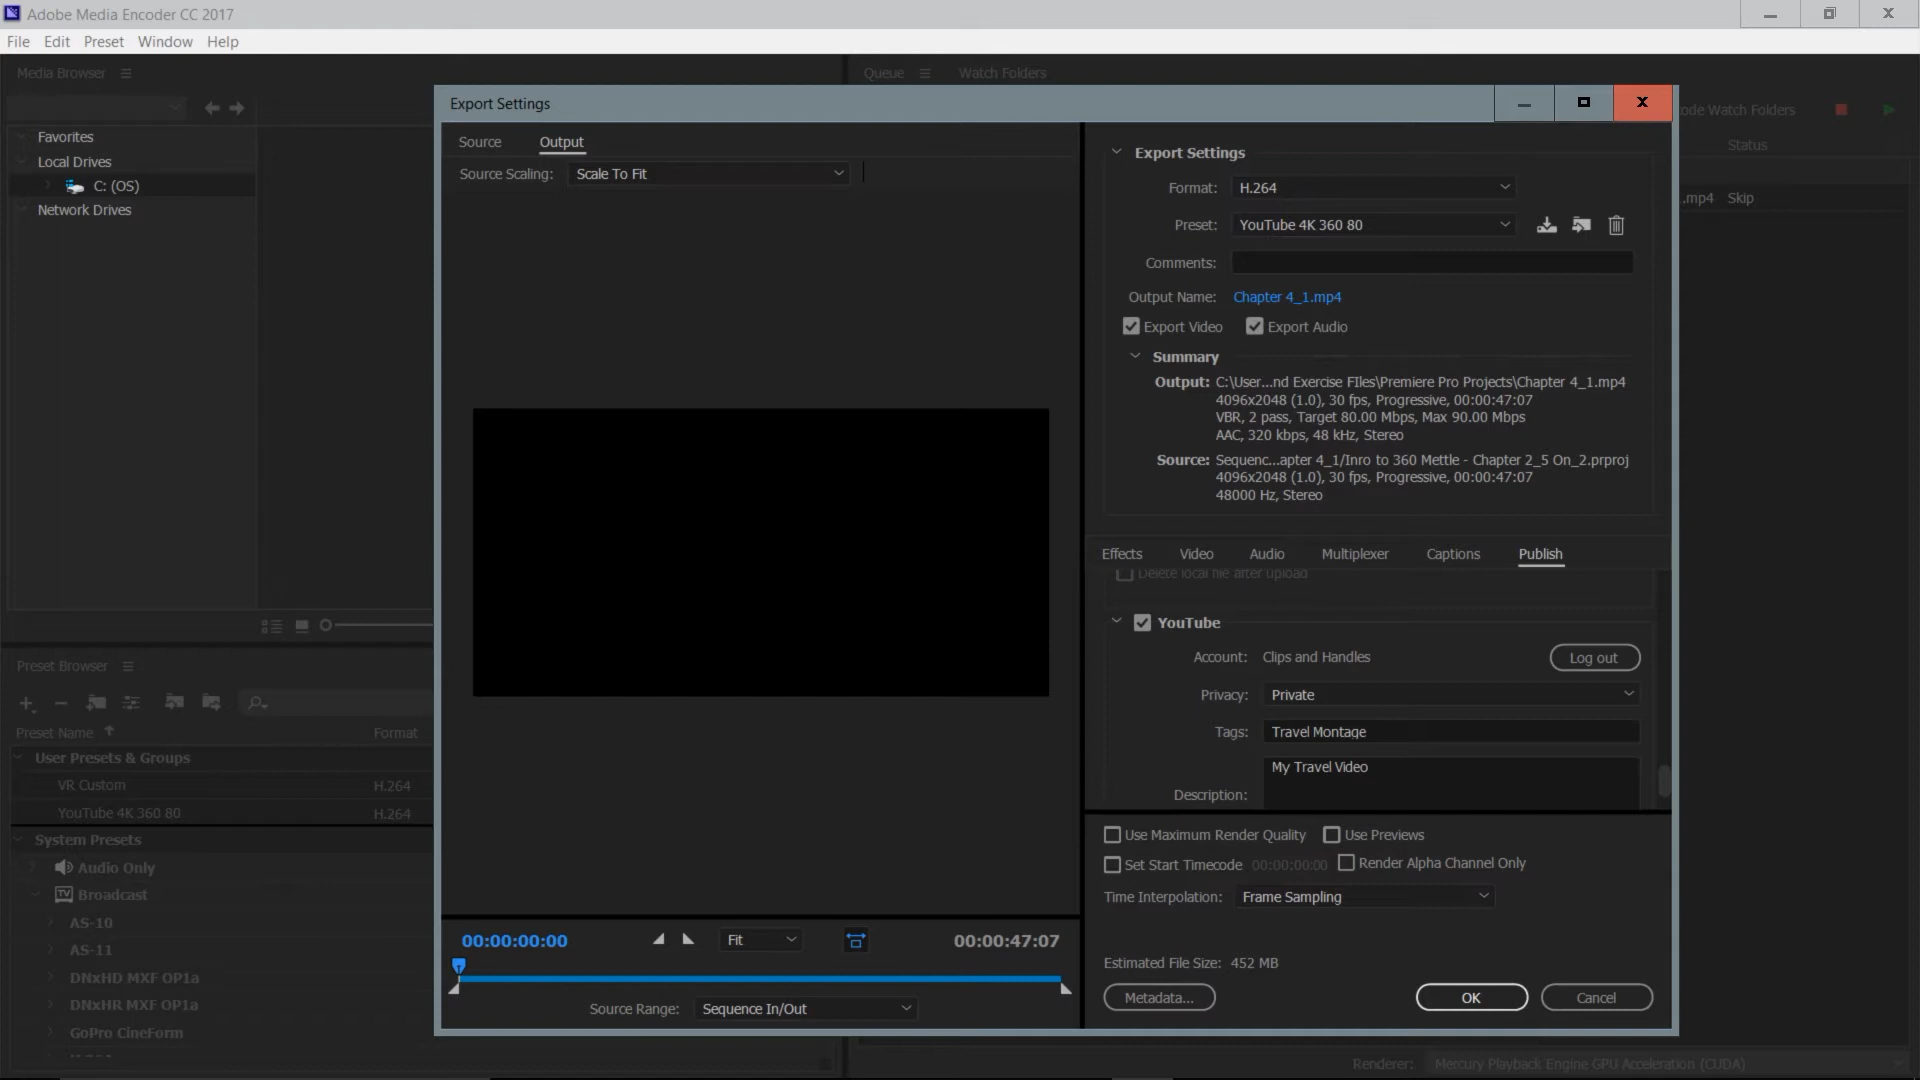 Adobe Media Encoder CC 2017
File Edit Preset Window Help
Media Browser
Queue Watch Folders
Favorites
Local Drives
C: (OS)
Network Drives
Watch Folders
Status
.mp4 Skip
Export Settings
Source Output
Source Scaling: Scale To Fit
00:00:00:00 Fit 00:00:47:07
Source Range: Sequence In/Out
Export Settings
Format: H.264
Preset: YouTube 4K 360 80
Comments:
Output Name: Chapter 4_1.mp4
Export Video Export Audio
Summary
Output: C:\User...nd Exercise FIles\Premiere Pro Projects\Chapter 4_1.mp4
4096x2048 (1.0), 30 fps, Progressive, 00:00:47:07
VBR, 2 pass, Target 80.00 Mbps, Max 90.00 Mbps
AAC, 320 kbps, 48 kHz, Stereo
Source: Sequenc...apter 4_1/Inro to 360 Mettle - Chapter 2_5 On_2.prproj
4096x2048 (1.0), 30 fps, Progressive, 00:00:47:07
48000 Hz, Stereo
Effects Video Audio Multiplexer Captions Publish
Delete local file after upload
YouTube
Account: Clips and Handles Log out
Privacy: Private
Tags: Travel Montage
My Travel Video
Description:
Use Maximum Render Quality Use Previews
Set Start Timecode 00:00:00:00 Render Alpha Channel Only
Time Interpolation: Frame Sampling
Estimated File Size: 452 MB
Metadata... OK Cancel
Preset Browser
Preset Name Format
User Presets & Groups
VR Custom H.264
YouTube 4K 360 80 H.264
System Presets
Audio Only
Broadcast
AS-10
AS-11
DNxHD MXF OP1a
DNxHR MXF OP1a
GoPro CineForm
Renderer: Mercury Playback Engine GPU Acceleration (CUDA)